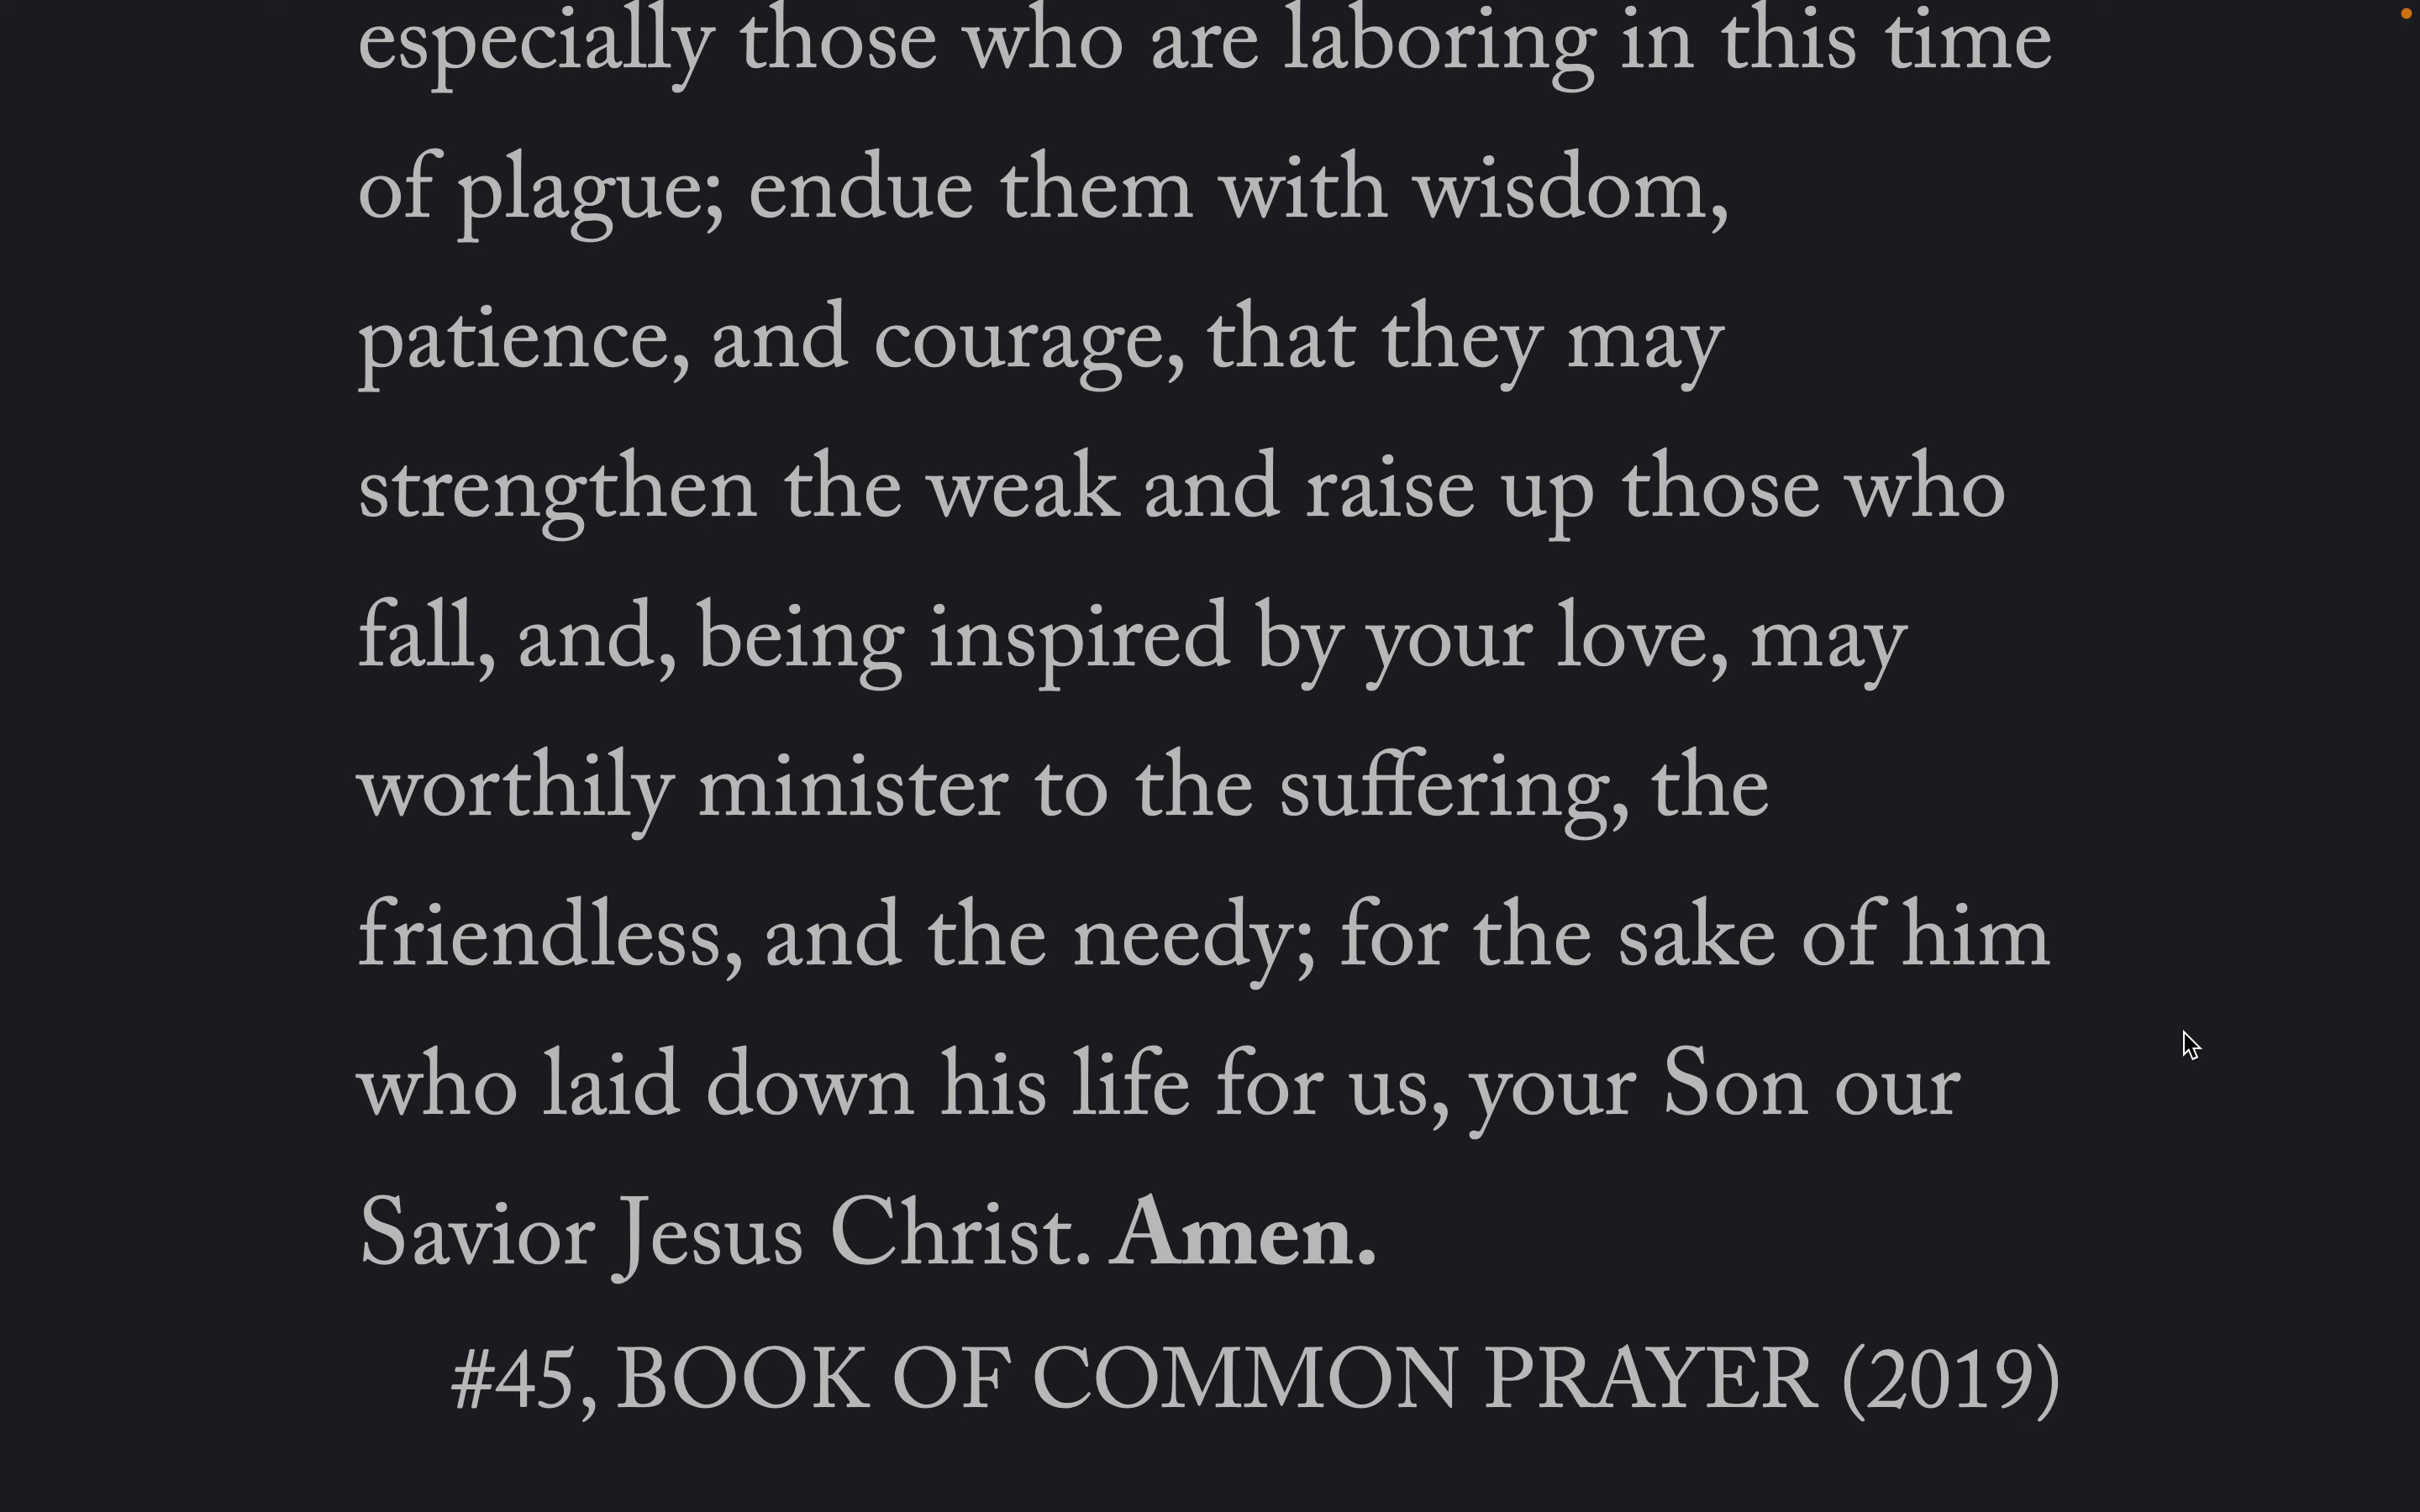 especially those who are laboring in this time
of plague; endue them with wisdom,
patience, and courage, that they may
strengthen the weak and raise up those who
fall, and, being inspired by your love, may
worthily minister to the suffering, the
friendless, and the needy; for the sake of him
who laid down his life for us, your Son our
Savior Jesus Christ. Amen.
#45, BOOK OF COMMON PRAYER (2019)